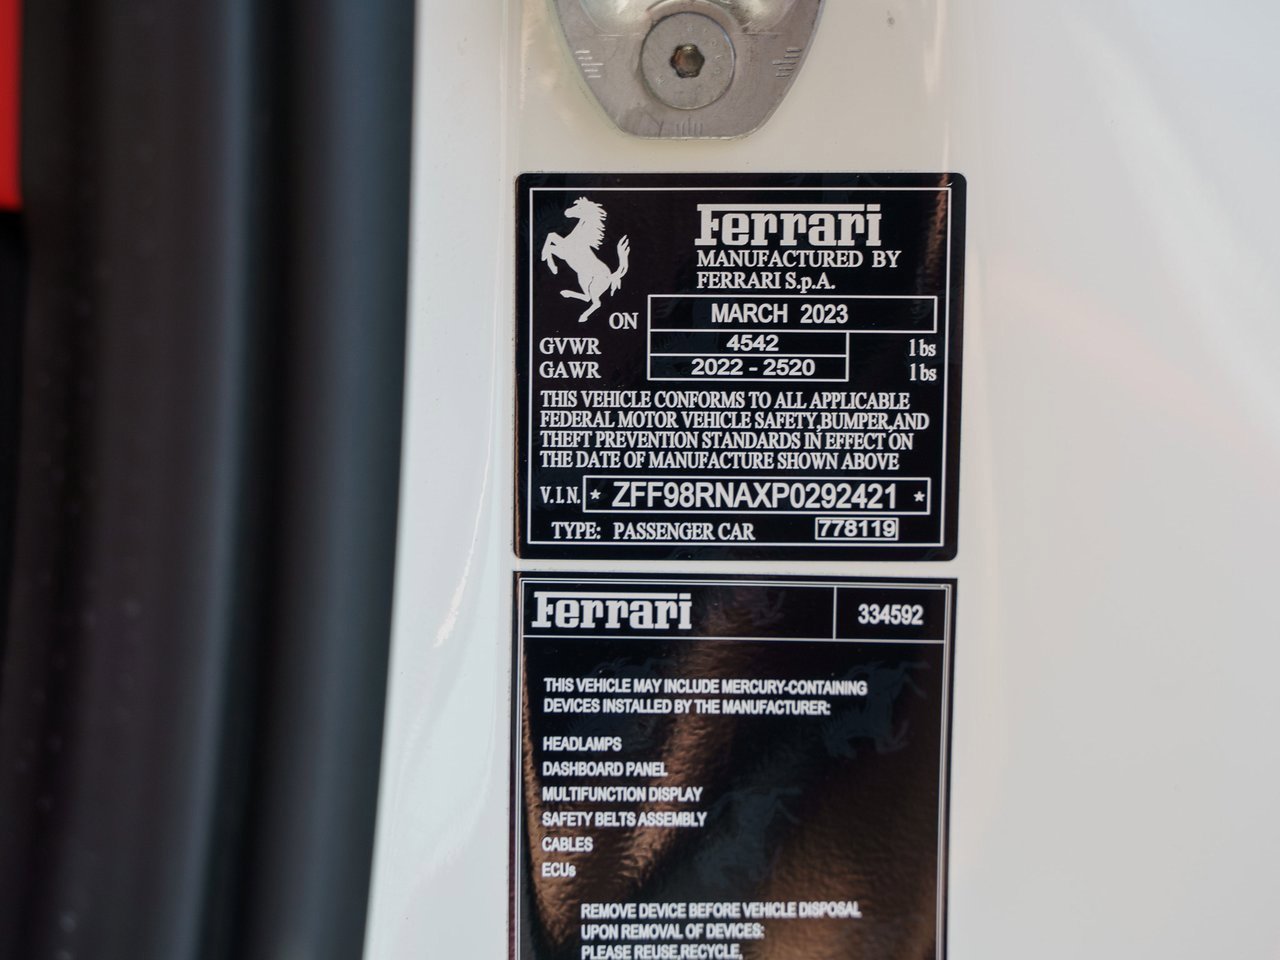 Ferrari
MANUFACTURED BY
FERRARI S.p.A.
ON MARCH 2023
GVWR 4542 lbs
GAWR 2022 - 2520 lbs
THIS VEHICLE CONFORMS TO ALL APPLICABLE
FEDERAL MOTOR VEHICLE SAFETY,BUMPER,AND
THEFT PREVENTION STANDARDS IN EFFECT ON
THE DATE OF MANUFACTURE SHOWN ABOVE
V.I.N. * ZFF98RNAXP0292421 *
TYPE: PASSENGER CAR 778119
Ferrari 334592
THIS VEHICLE MAY INCLUDE MERCURY-CONTAINING
DEVICES INSTALLED BY THE MANUFACTURER:
HEADLAMPS
DASHBOARD PANEL
MULTIFUNCTION DISPLAY
SAFETY BELTS ASSEMBLY
CABLES
ECUs
REMOVE DEVICE BEFORE VEHICLE DISPOSAL
UPON REMOVAL OF DEVICES:
PLEASE REUSE,RECYCLE,